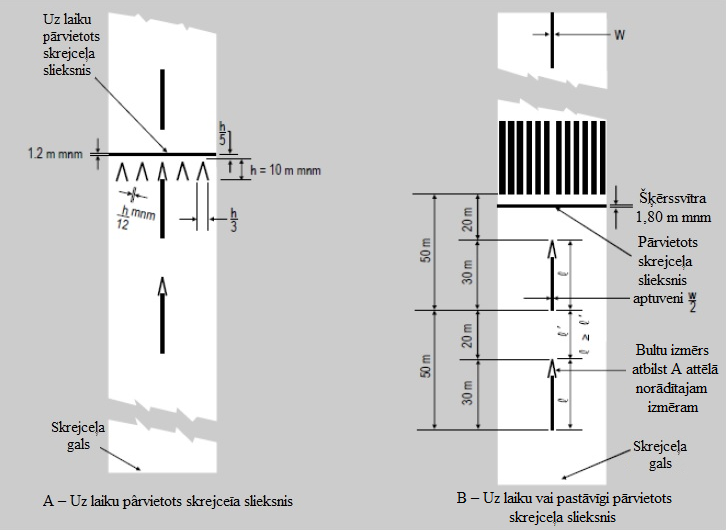 Uz laiku
pārvietots
skrejceļa
slieksnis
1.2 m mnm
h
5
h = 10 m mnm
h mnm
12
h
3
Skrejceļa
gals
A – Uz laiku pârvietots skrejceïa slieksnis
W
50 m
20 m
30 m
ℓ
50 m
20 m
30 m
ℓ'
ℓ ≥ ℓ'
ℓ
Šķērssvītra
1,80 m mnm
Pārvietots
skrejceļa
slieksnis
aptuveni w
2
Bultu izmērs
atbilst A attēlā
norādītajam
izmēram
Skrejceļa
gals
B – Uz laiku vai pastāvīgi pārvietots
skrejceļa slieksnis